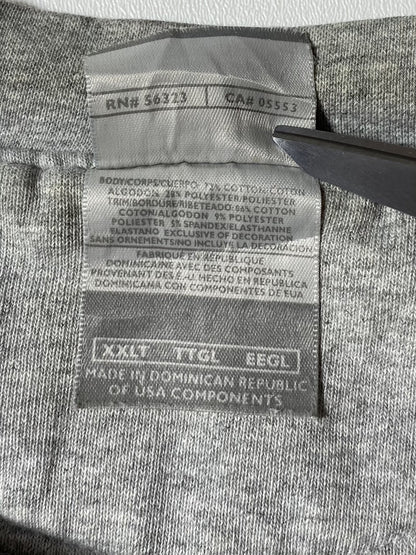 RN# 56323 | CA# 05553
BODY/CORPS/CUERPO: 72% COTTON/COTON
ALGODON 28% POLYESTER/POLIESTER
TRIM/BORDURE/RIBETEADO: 86% COTTON
COTON/ALGODON 9% POLYESTER
POLIESTER 5% SPANDEX/ELASTHANNE
ELASTANO EXCLUSIVE OF DECORATION
SANS ORNEMENTS/NO INCLUYE LA DECORACION
FABRIQUÉ EN REPUBLIQUE
DOMINICAINE AVEC DES COMPOSANTS
PROVENANT DES É.-U. HECHO EN REPUBLICA
DOMINICANA CON COMPONENTES DE EUA
XXLT TTGL EEGL
MADE IN DOMINICAN REPUBLIC
OF USA COMPONENTS